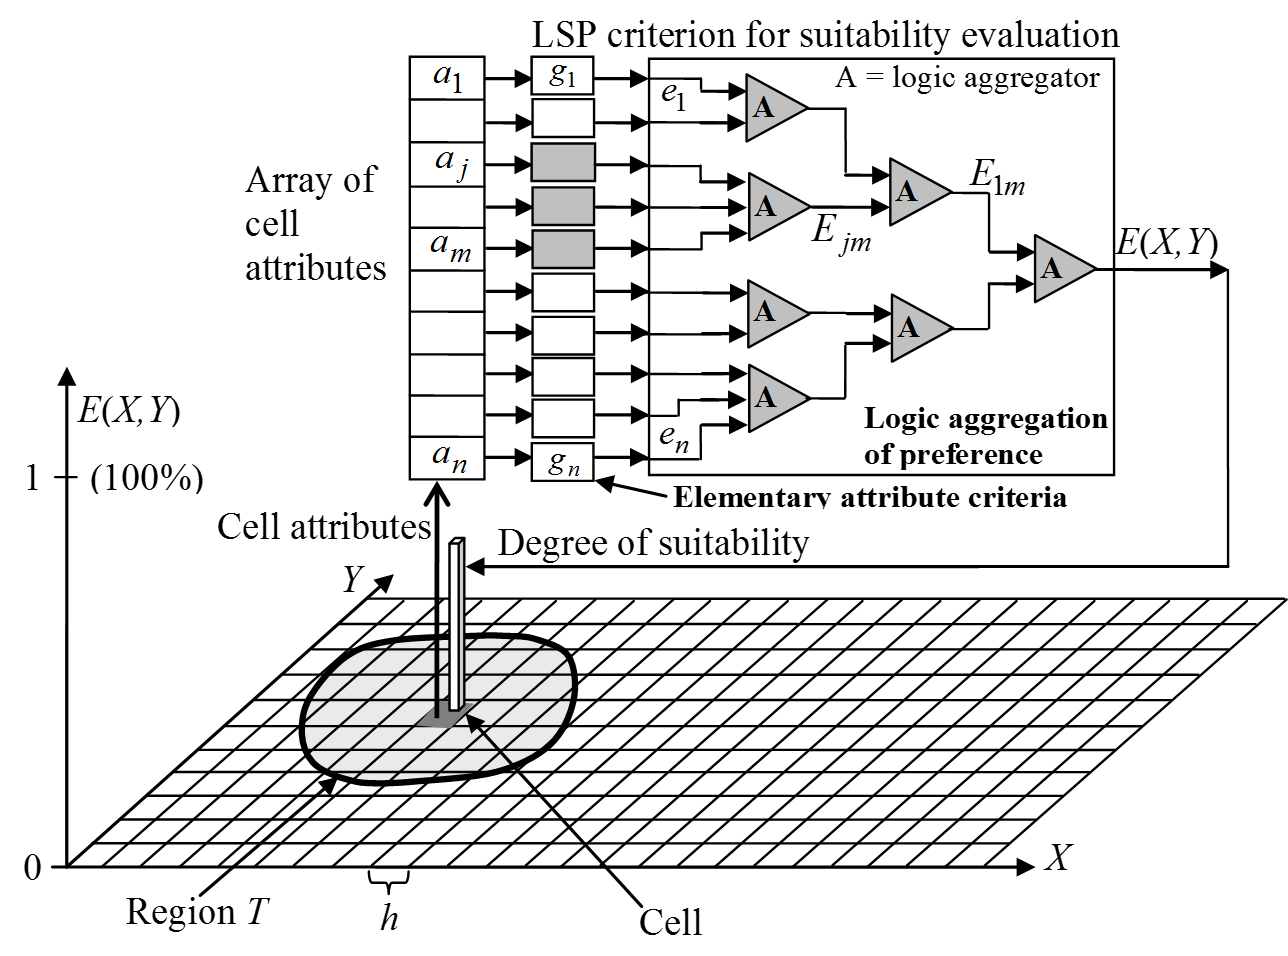 LSP criterion for suitability evaluation
A = logic aggregator
a1
g1
e1
A
aj
Array of
cell
attributes
A
A
E1m
Ejm
am
A
E(X,Y)
A
A
A
E(X,Y)
Logic aggregation
of preference
en
an
gn
1
(100%)
Elementary attribute criteria
Cell attributes
Degree of suitability
Y
0
X
Region T
h
Cell